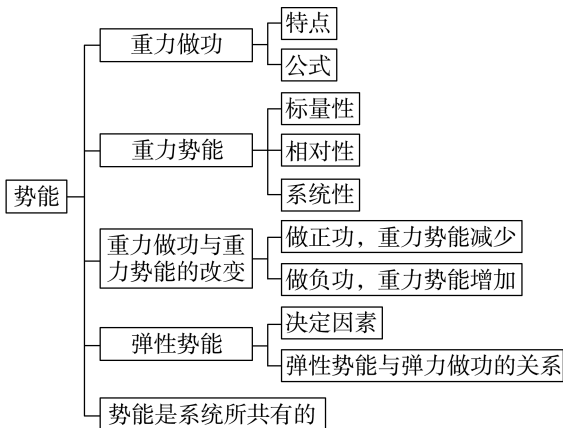 势能
重力做功
特点
公式
重力势能
标量性
相对性
系统性
重力做功与重
力势能的改变
做正功，重力势能减少
做负功，重力势能增加
弹性势能
决定因素
弹性势能与弹力做功的关系
势能是系统所共有的